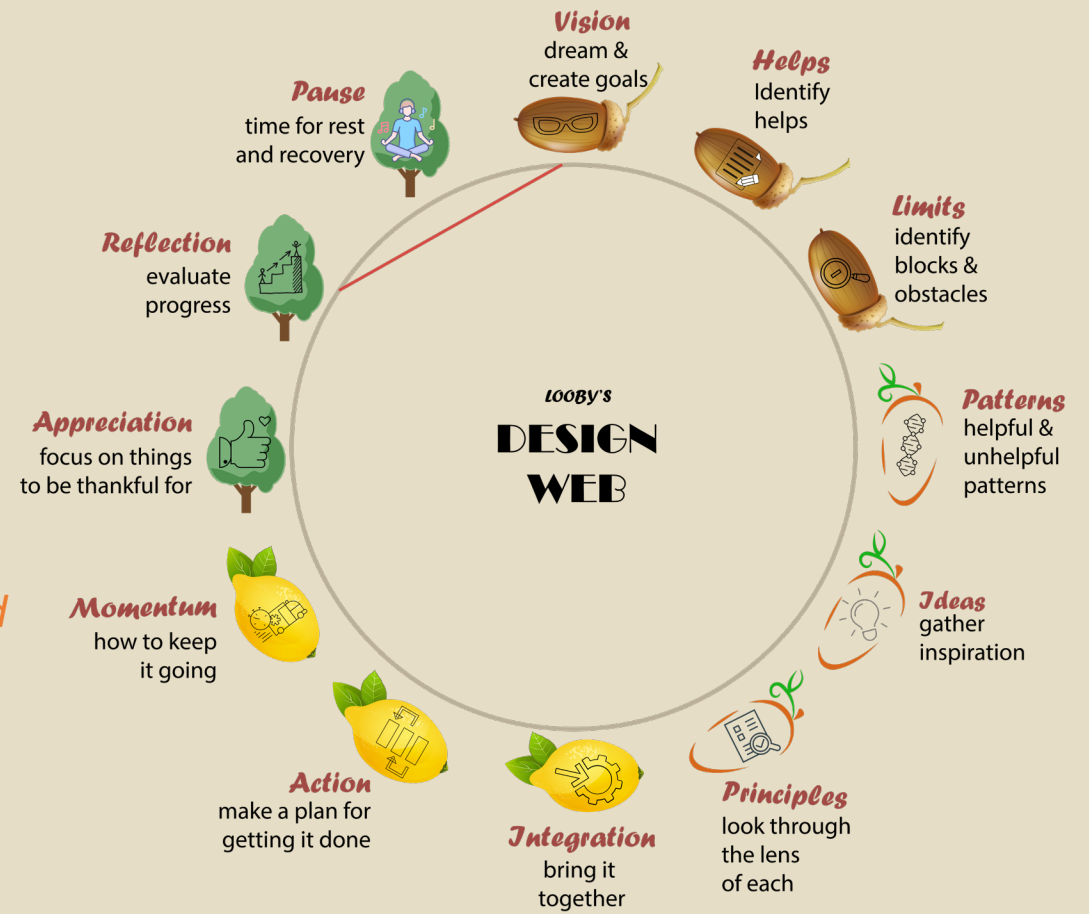 Vision
dream &
create goals
Helps
Identify
helps
Limits
identify
blocks &
obstacles
Patterns
helpful &
unhelpful
patterns
Ideas
gather
inspiration
Principles
look through
the lens
of each
Integration
bring it
together
Action
make a plan for
getting it done
Momentum
how to keep
it going
Appreciation
focus on things
to be thankful for
Reflection
evaluate
progress
Pause
time for rest
and recovery
LOOBY'S
DESIGN
WEB